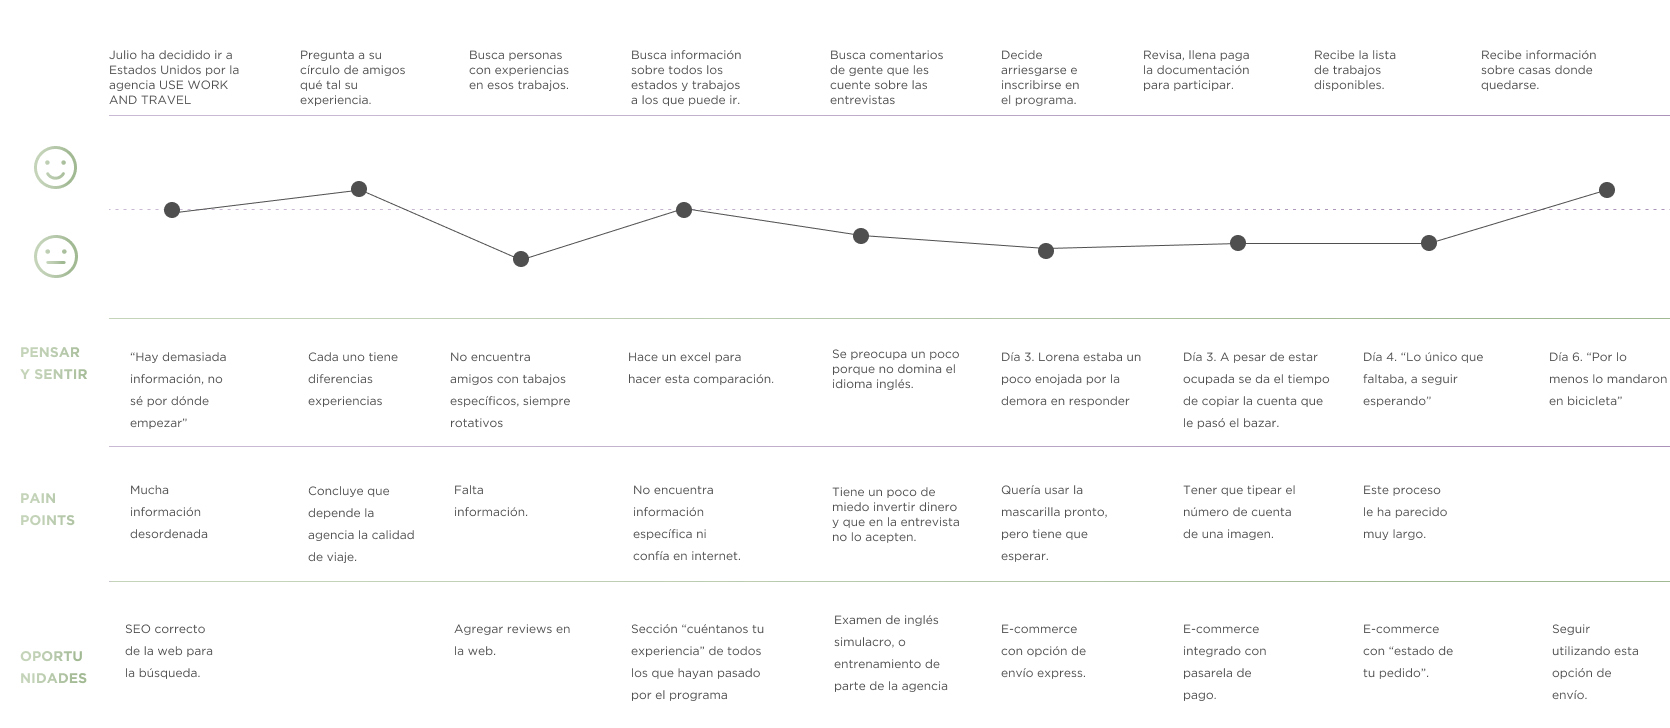 Julio ha decidido ir a
Estados Unidos por la
agencia USE WORK
AND TRAVEL
Pregunta a su
círculo de amigos
qué tal su
experiencia.
Busca personas
con experiencias
en esos trabajos.
Busca información
sobre todos los
estados y trabajos
a los que puede ir.
Busca comentarios
de gente que les
cuente sobre las
entrevistas
Decide
arriesgarse e
inscribirse en
el programa.
Revisa, llena paga
la documentación
para participar.
Recibe la lista
de trabajos
disponibles.
Recibe información
sobre casas donde
quedarse.
PENSAR
Y SENTIR
“Hay demasiada
información, no
sé por dónde
empezar”
Cada uno tiene
diferencias
experiencias
No encuentra
amigos con tabajos
específicos, siempre
rotativos
Hace un excel para
hacer esta comparación.
Se preocupa un poco
porque no domina el
idioma inglés.
Día 3. Lorena estaba un
poco enojada por la
demora en responder
Día 3. A pesar de estar
ocupada se da el tiempo
de copiar la cuenta que
le pasó el bazar.
Día 4. “Lo único que
faltaba, a seguir
esperando”
Día 6. “Por lo
menos lo mandaron
en bicicleta”
PAIN
POINTS
Mucha
información
desordenada
Concluye que
depende la
agencia la calidad
de viaje.
Falta
información.
No encuentra
información
específica ni
confía en internet.
Tiene un poco de
miedo invertir dinero
y que en la entrevista
no lo acepten.
Quería usar la
mascarilla pronto,
pero tiene que
esperar.
Tener que tipear el
número de cuenta
de una imagen.
Este proceso
le ha parecido
muy largo.
OPORTU
NIDADES
SEO correcto
de la web para
la búsqueda.
Agregar reviews en
la web.
Sección “cuéntanos tu
experiencia” de todos
los que hayan pasado
por el programa
Examen de inglés
simulacro, o
entrenamiento de
parte de la agencia
E-commerce
con opción de
envío express.
E-commerce
integrado con
pasarela de
pago.
E-commerce
con “estado de
tu pedido”.
Seguir
utilizando esta
opción de
envío.